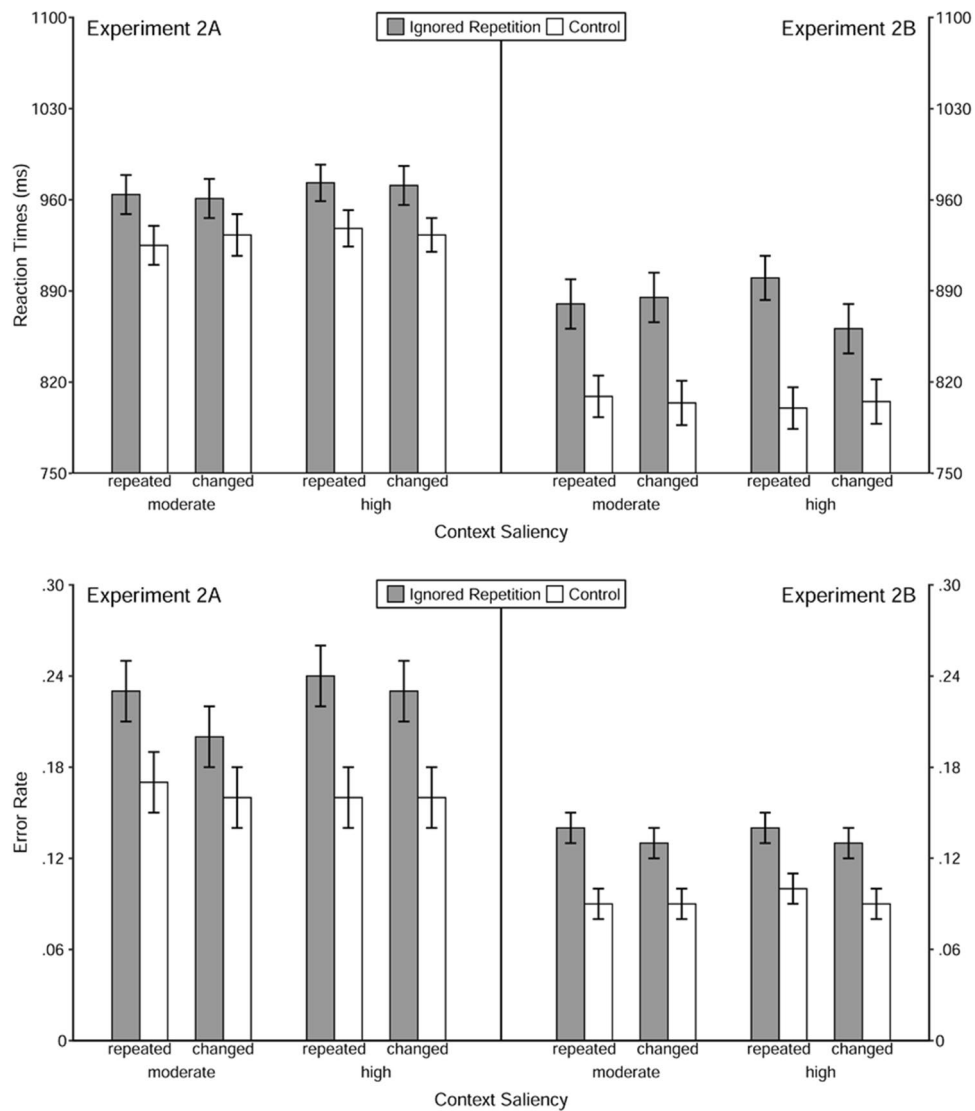 Experiment 2A
Ignored Repetition Control
Experiment 2B
Reaction Times (ms)
1100
1030
960
890
820
750
1100
1030
960
890
820
750
repeated changed repeated changed repeated changed repeated changed
moderate high moderate high
Context Saliency
Experiment 2A
Ignored Repetition Control
Experiment 2B
Error Rate
.30
.24
.18
.12
.06
0
.30
.24
.18
.12
.06
0
repeated changed repeated changed repeated changed repeated changed
moderate high moderate high
Context Saliency